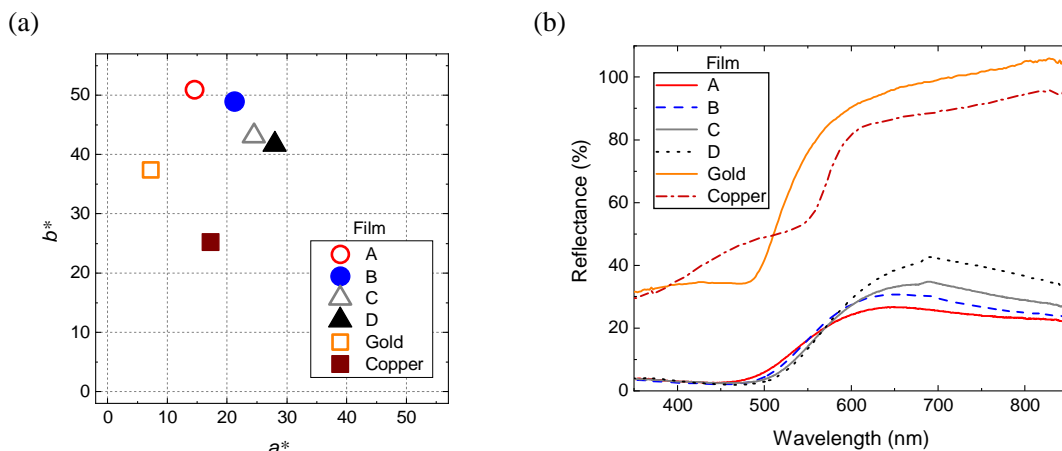 (a)
50
40
30
20
10
0
b*
0 10 20 30 40 50
a*
Film
A
B
C
D
Gold
Copper
(b)
100
80
60
40
20
0
Reflectance (%)
400 500 600 700 800
Wavelength (nm)
Film
A
B
C
D
Gold
Copper